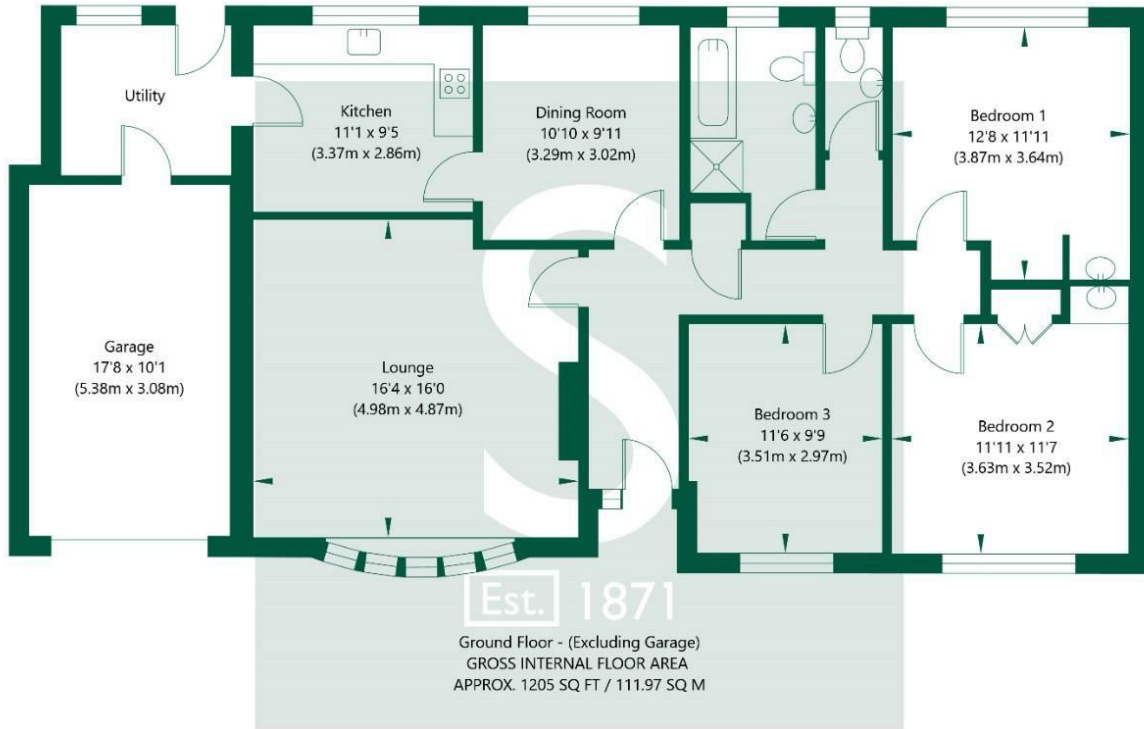 Utility
Kitchen
11'1 x 9'5
(3.37m x 2.86m)
Dining Room
10'10 x 9'11
(3.29m x 3.02m)
Bedroom 1
12'8 x 11'11
(3.87m x 3.64m)
Garage
17'8 x 10'1
(5.38m x 3.08m)
Lounge
16'4 x 16'0
(4.98m x 4.87m)
Bedroom 3
11'6 x 9'9
(3.51m x 2.97m)
Bedroom 2
11'11 x 11'7
(3.63m x 3.52m)
S
Est. 1871
Ground Floor - (Excluding Garage)
GROSS INTERNAL FLOOR AREA
APPROX. 1205 SQ FT / 111.97 SQ M